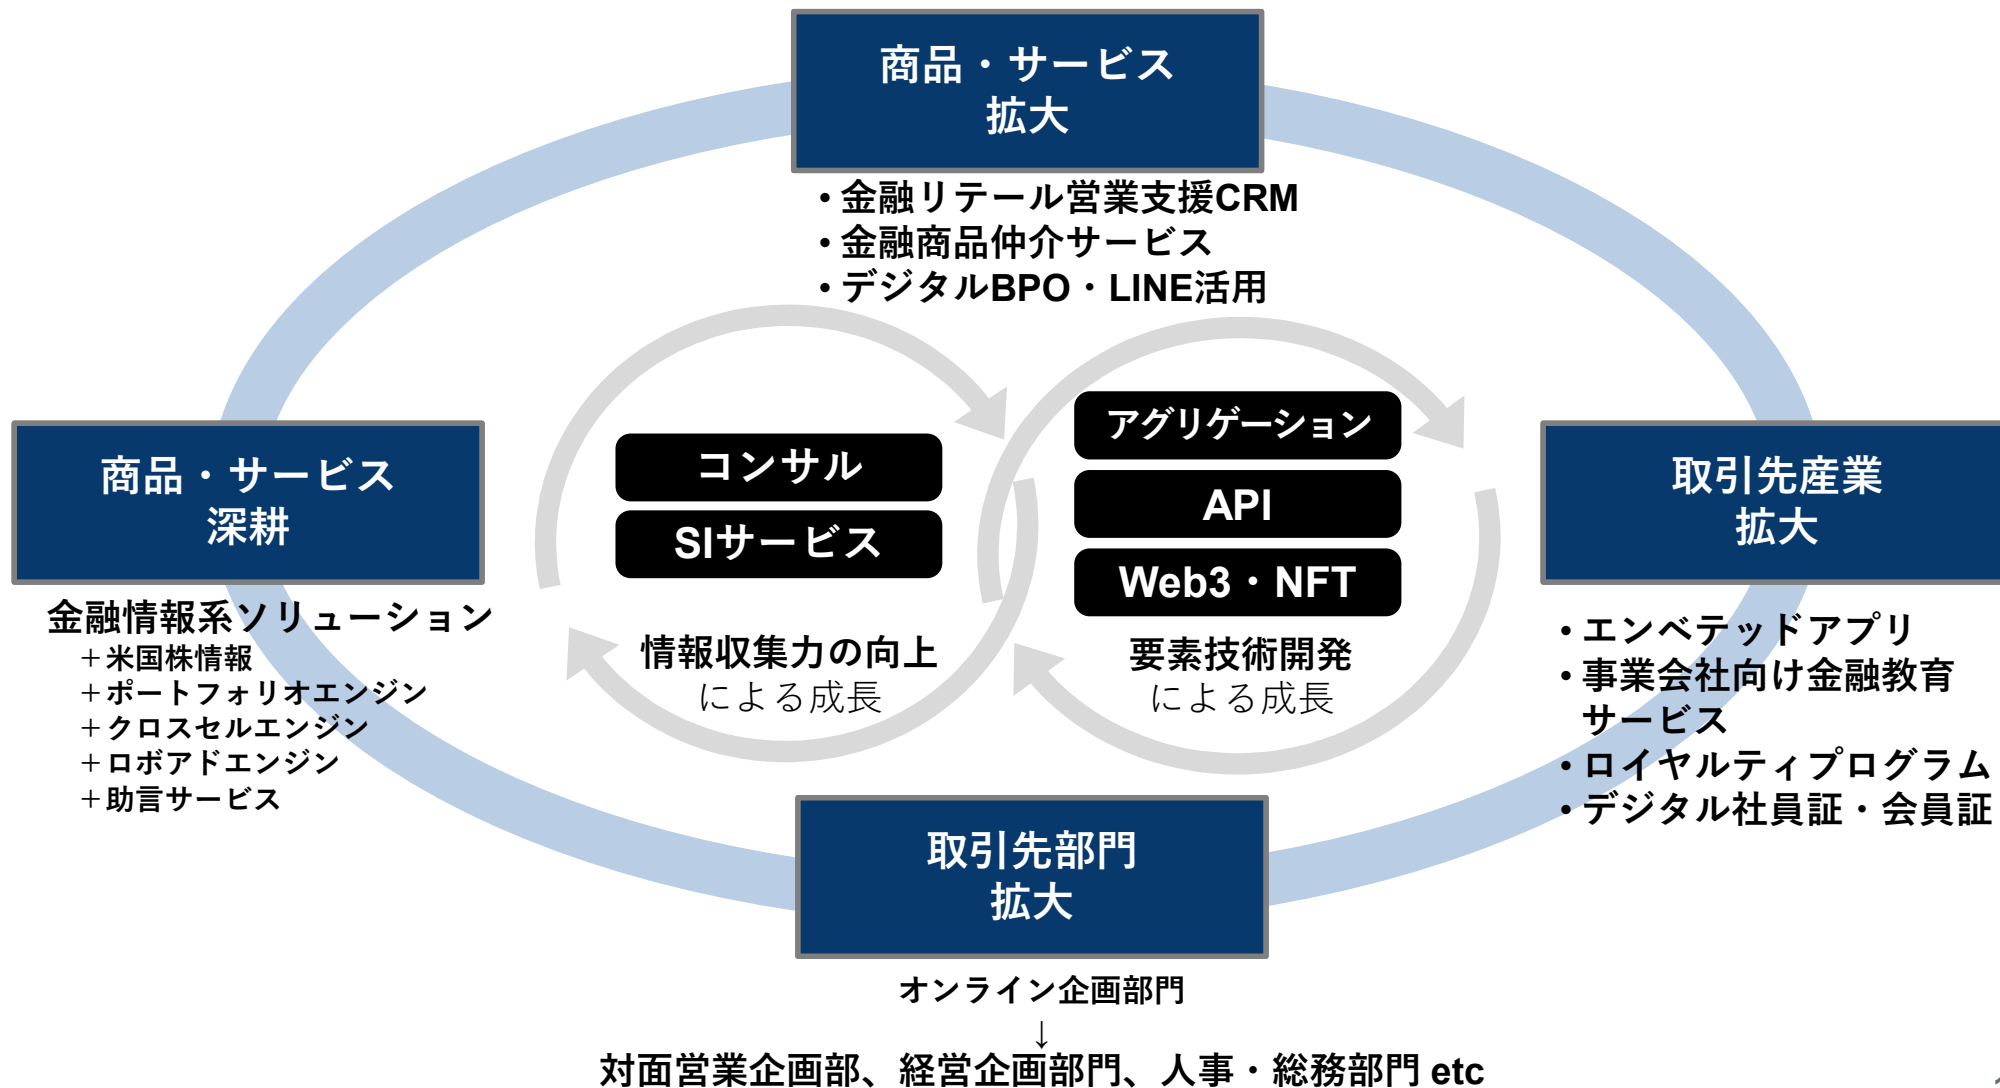 商品・サービス
拡大
・金融リテール営業支援CRM
・金融商品仲介サービス
・デジタルBPO・LINE活用
商品・サービス
深耕
金融情報系ソリューション
＋米国株情報
＋ポートフォリオエンジン
＋クロスセルエンジン
＋ロボアドエンジン
＋助言サービス
コンサル
SIサービス
情報収集力の向上
による成長
アグリゲーション
API
Web3・NFT
要素技術開発
による成長
取引先産業
拡大
・エンベテッドアプリ
・事業会社向け金融教育
サービス
・ロイヤルティプログラム
・デジタル社員証・会員証
取引先部門
拡大
オンライン企画部門
↓
対面営業企画部、経営企画部門、人事・総務部門 etc